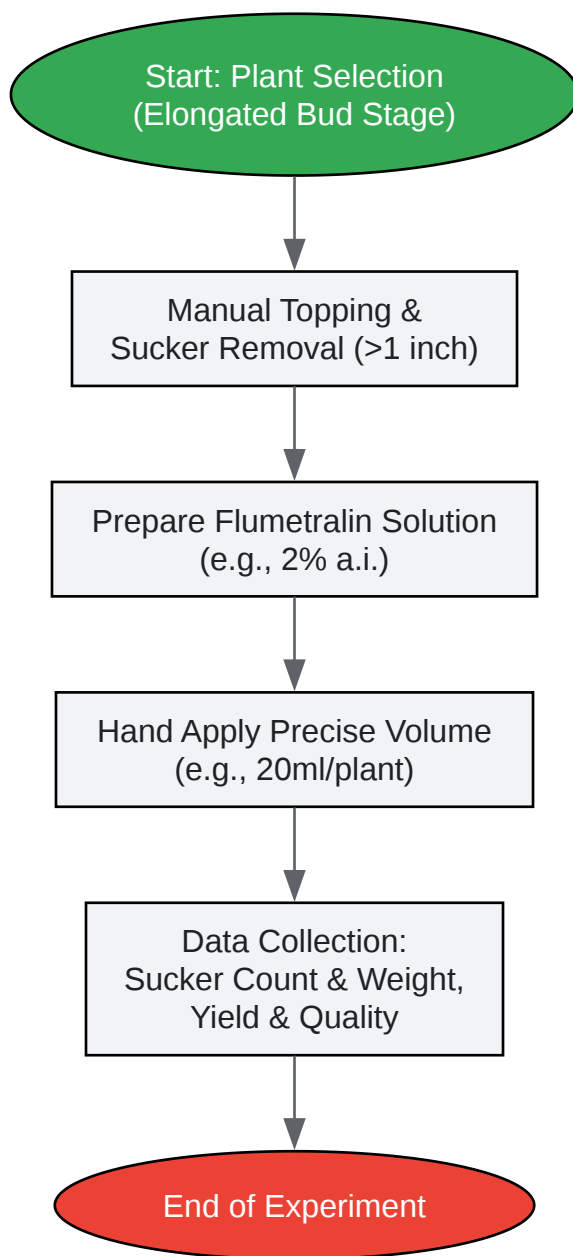 Start: Plant Selection
(Elongated Bud Stage)
Manual Topping &
Sucker Removal (>1 inch)
Prepare Flumetralin Solution
(e.g., 2% a.i.)
Hand Apply Precise Volume
(e.g., 20ml/plant)
Data Collection:
Sucker Count & Weight,
Yield & Quality
End of Experiment